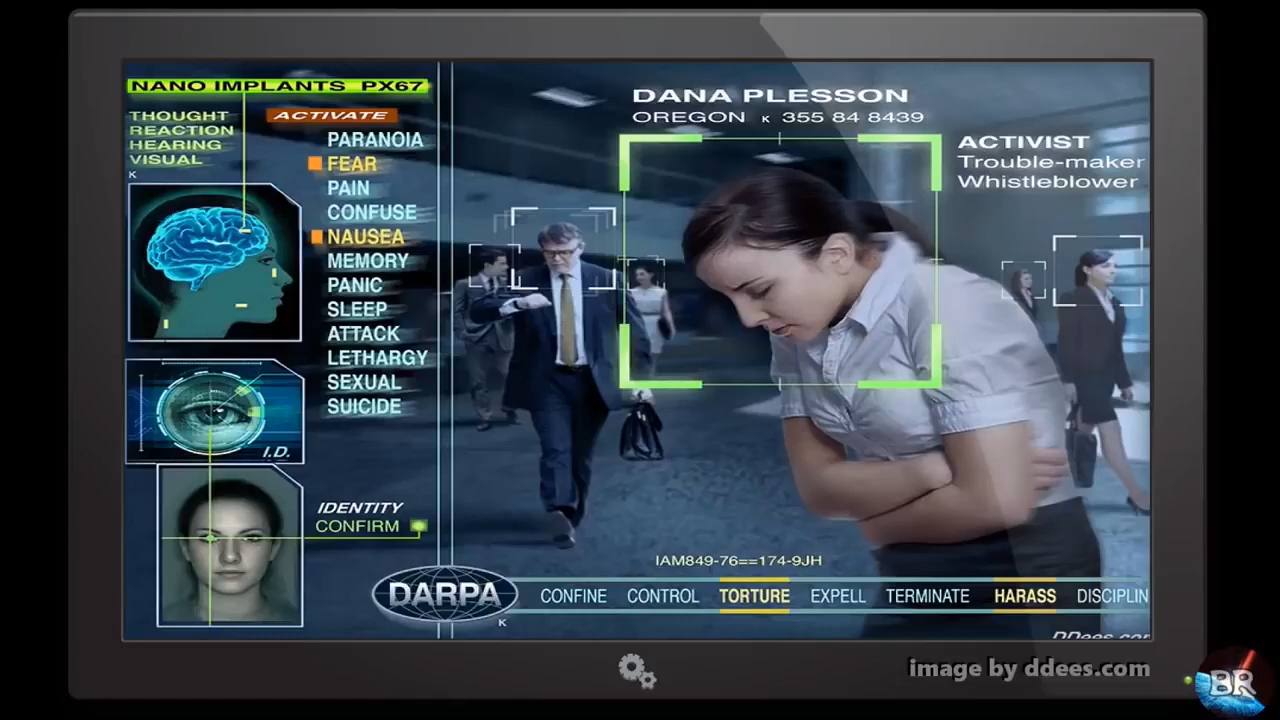 NANO IMPLANTS PX67
THOUGHT
REACTION
HEARING
VISUAL
K
ACTIVATE
PARANOIA
FEAR
PAIN
CONFUSE
NAUSEA
MEMORY
PANIC
SLEEP
ATTACK
LETHARGY
SEXUAL
SUICIDE
I.D.
IDENTITY
CONFIRM
DANA PLESSON
OREGON K 355 84 8439
ACTIVIST
Trouble-maker
Whistleblower
IAM849-76==174-9JH
DARPA
K
CONFINE CONTROL TORTURE EXPELL TERMINATE HARASS DISCIPLIN
DDees.com
image by ddees.com
BR